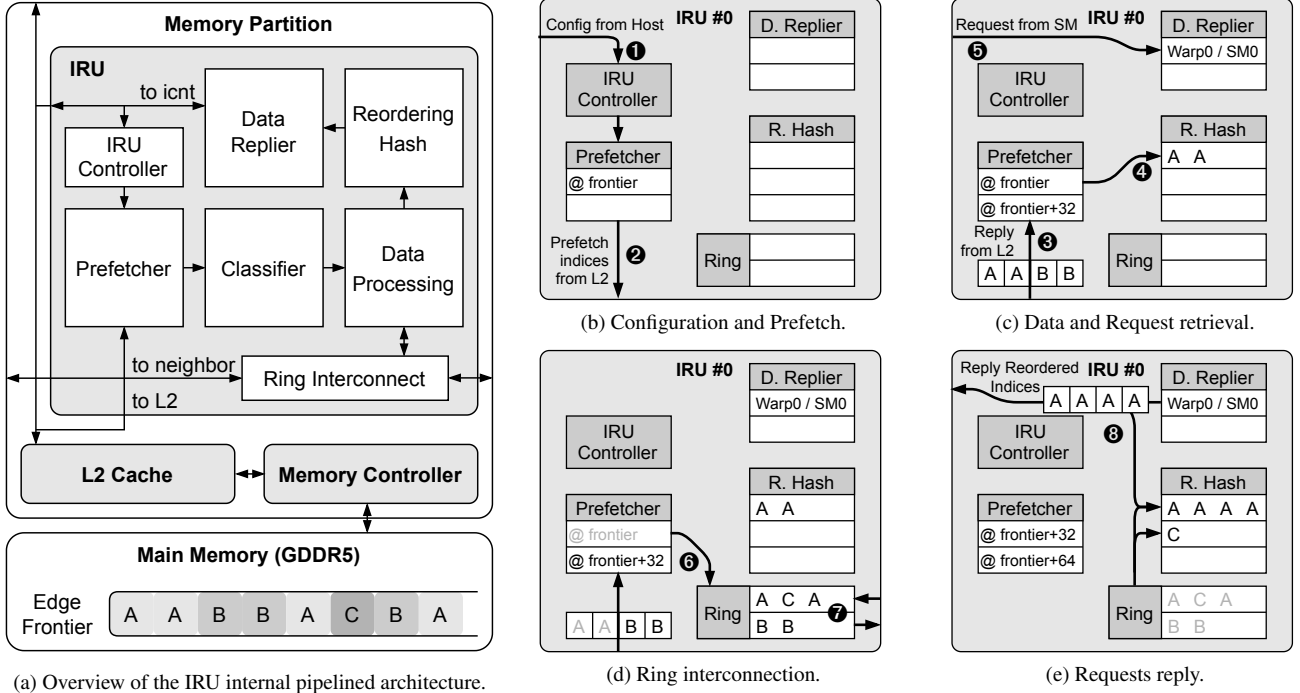 Memory Partition
IRU
to icnt
IRU
Controller
Data
Replier
Reordering
Hash
Prefetcher
Classifier
Data
Processing
to neighbor
Ring Interconnect
to L2
L2 Cache
Memory Controller
Main Memory (GDDR5)
Edge
Frontier
A A B B A C B A
(a) Overview of the IRU internal pipelined architecture.
IRU #0
Config from Host
❶
D. Replier
IRU
Controller
R. Hash
Prefetcher
@ frontier
Prefetch
indices
from L2
❷
Ring
(b) Configuration and Prefetch.
Request from SM
IRU #0
❺
D. Replier
Warp0 / SM0
IRU
Controller
R. Hash
A A
Prefetcher
@ frontier
@ frontier+32
❹
Reply
from L2
❸
A A B B
Ring
(c) Data and Request retrieval.
IRU #0
D. Replier
Warp0 / SM0
IRU
Controller
R. Hash
A A
Prefetcher
@ frontier
@ frontier+32
❻
A A B B
Ring
A C A
B B
❼
(d) Ring interconnection.
Reply Reordered
Indices
IRU #0
D. Replier
Warp0 / SM0
A A A A
❽
IRU
Controller
R. Hash
A A A A
C
Prefetcher
@ frontier+32
@ frontier+64
Ring
A C A
B B
(e) Requests reply.